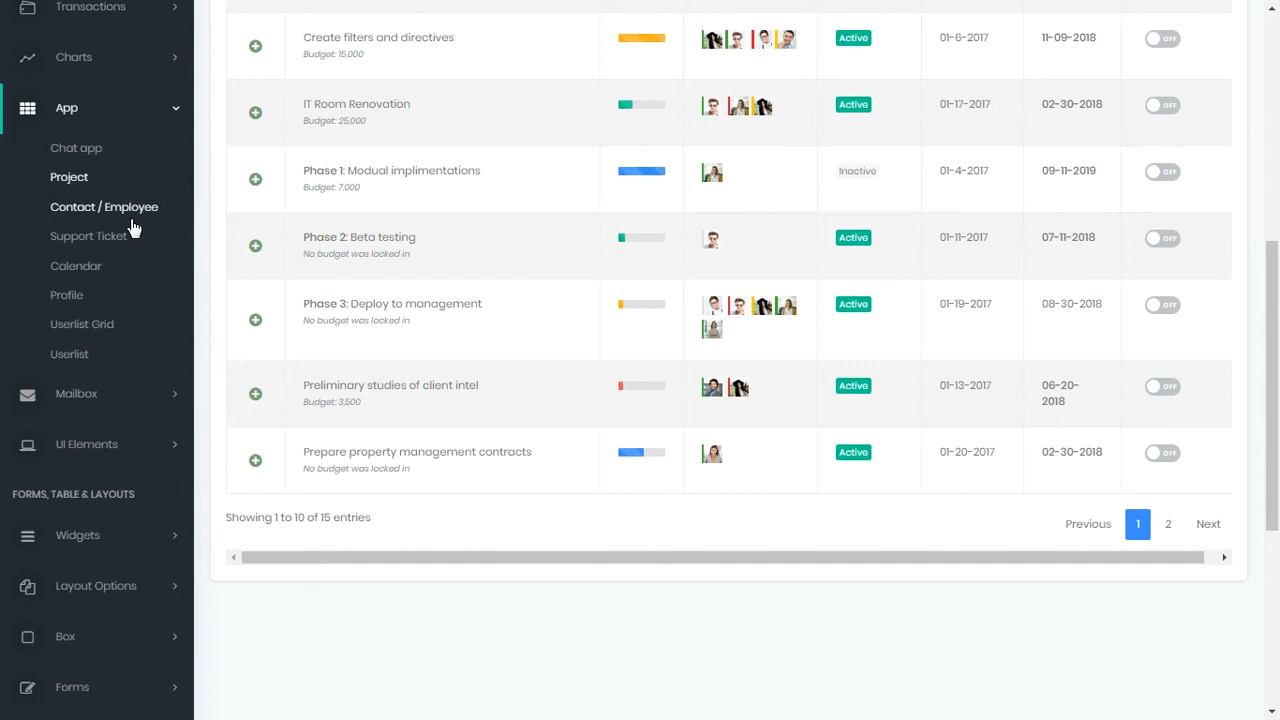 Transactions
Charts
App
Chat app
Project
Contact / Employee
Support Ticket
Calendar
Profile
Userlist Grid
Userlist
Mailbox
UI Elements
FORMS, TABLE & LAYOUTS
Widgets
Layout Options
Box
Forms
Create filters and directives
Budget: 15,000
Active
01-6-2017
11-09-2018
OFF
IT Room Renovation
Budget: 25,000
Active
01-17-2017
02-30-2018
OFF
Phase 1: Modual implimentations
Budget: 7,000
Inactive
01-4-2017
09-11-2019
OFF
Phase 2: Beta testing
No budget was locked in
Active
01-11-2017
07-11-2018
OFF
Phase 3: Deploy to management
No budget was locked in
Active
01-19-2017
08-30-2018
OFF
Preliminary studies of client intel
Budget: 3,500
Active
01-13-2017
06-20-
2018
OFF
Prepare property management contracts
No budget was locked in
Active
01-20-2017
02-30-2018
OFF
Showing 1 to 10 of 15 entries
Previous 1 2 Next